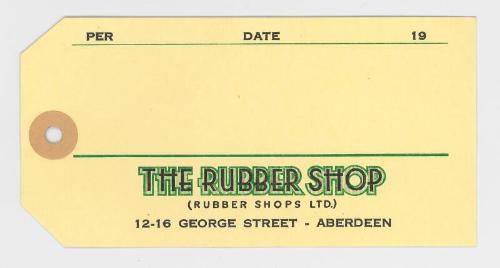 PER DATE 19
THE RUBBER SHOP
(RUBBER SHOPS LTD.)
12-16 GEORGE STREET - ABERDEEN